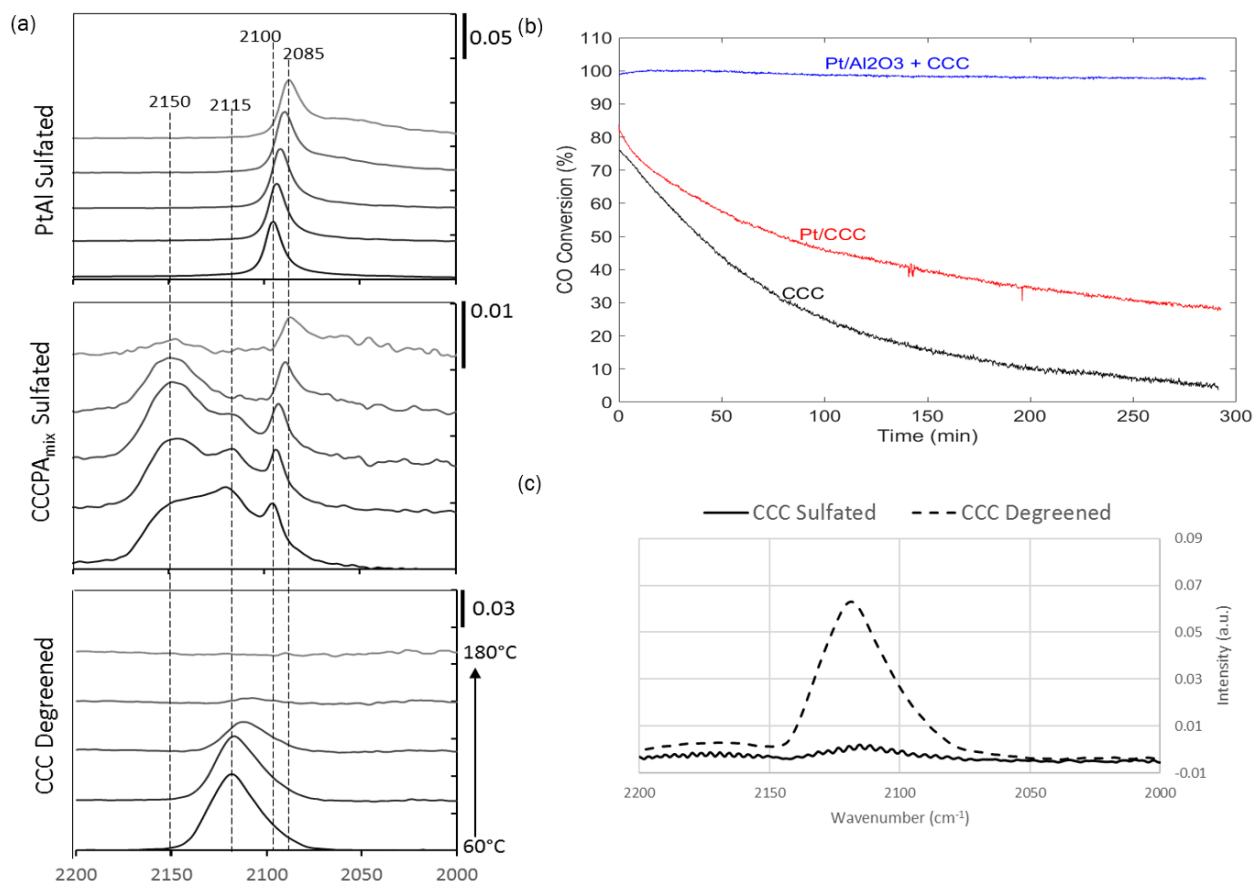 (a)
0.05
2100
2085
2150
2115
PtAl Sulfated
0.01
CCCPAmix Sulfated
0.03
180°C
60°C
CCC Degreened
2200
2150
2100
2050
2000
(b)
110
100
90
80
70
60
50
40
30
20
10
0
CO Conversion (%)
Pt/Al2O3 + CCC
Pt/CCC
CCC
0
50
100
150
200
250
300
Time (min)
(c)
CCC Sulfated
CCC Degreened
0.09
0.07
0.05
0.03
0.01
-0.01
Intensity (a.u.)
2200
2150
2100
2050
2000
Wavenumber (cm⁻¹)